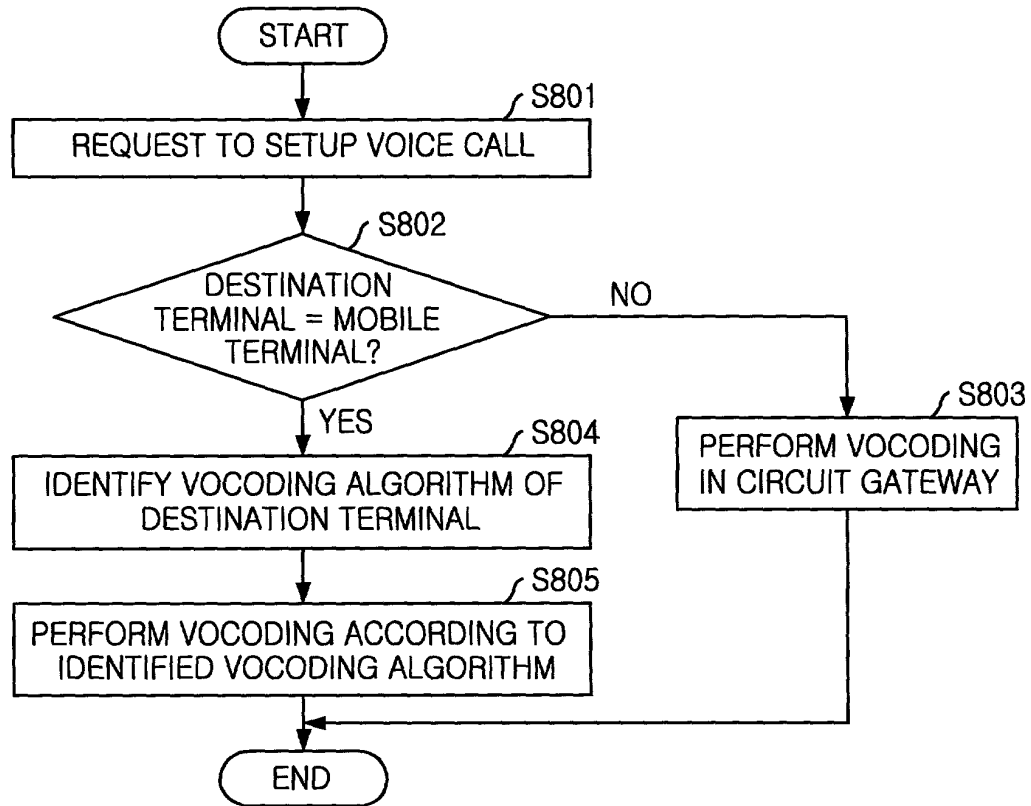 START
S801
REQUEST TO SETUP VOICE CALL
S802
DESTINATION
TERMINAL = MOBILE
TERMINAL?
NO
YES
S803
PERFORM VOCODING
IN CIRCUIT GATEWAY
S804
IDENTIFY VOCODING ALGORITHM OF
DESTINATION TERMINAL
S805
PERFORM VOCODING ACCORDING TO
IDENTIFIED VOCODING ALGORITHM
END